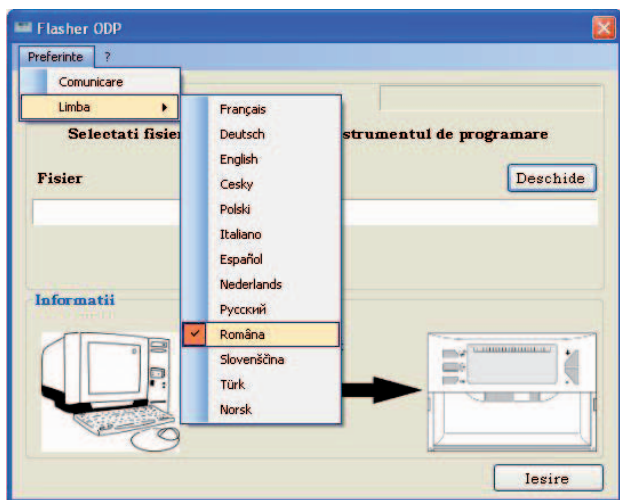 Flasher ODP
Preferinte ?
Comunicare
Limba
Français
Deutsch
English
Cesky
Polski
Italiano
Español
Nederlands
Русский
Româna
Slovenščina
Türk
Norsk
Selectati strumentul de programare
Fisier
Deschide
Informatii
Iesire